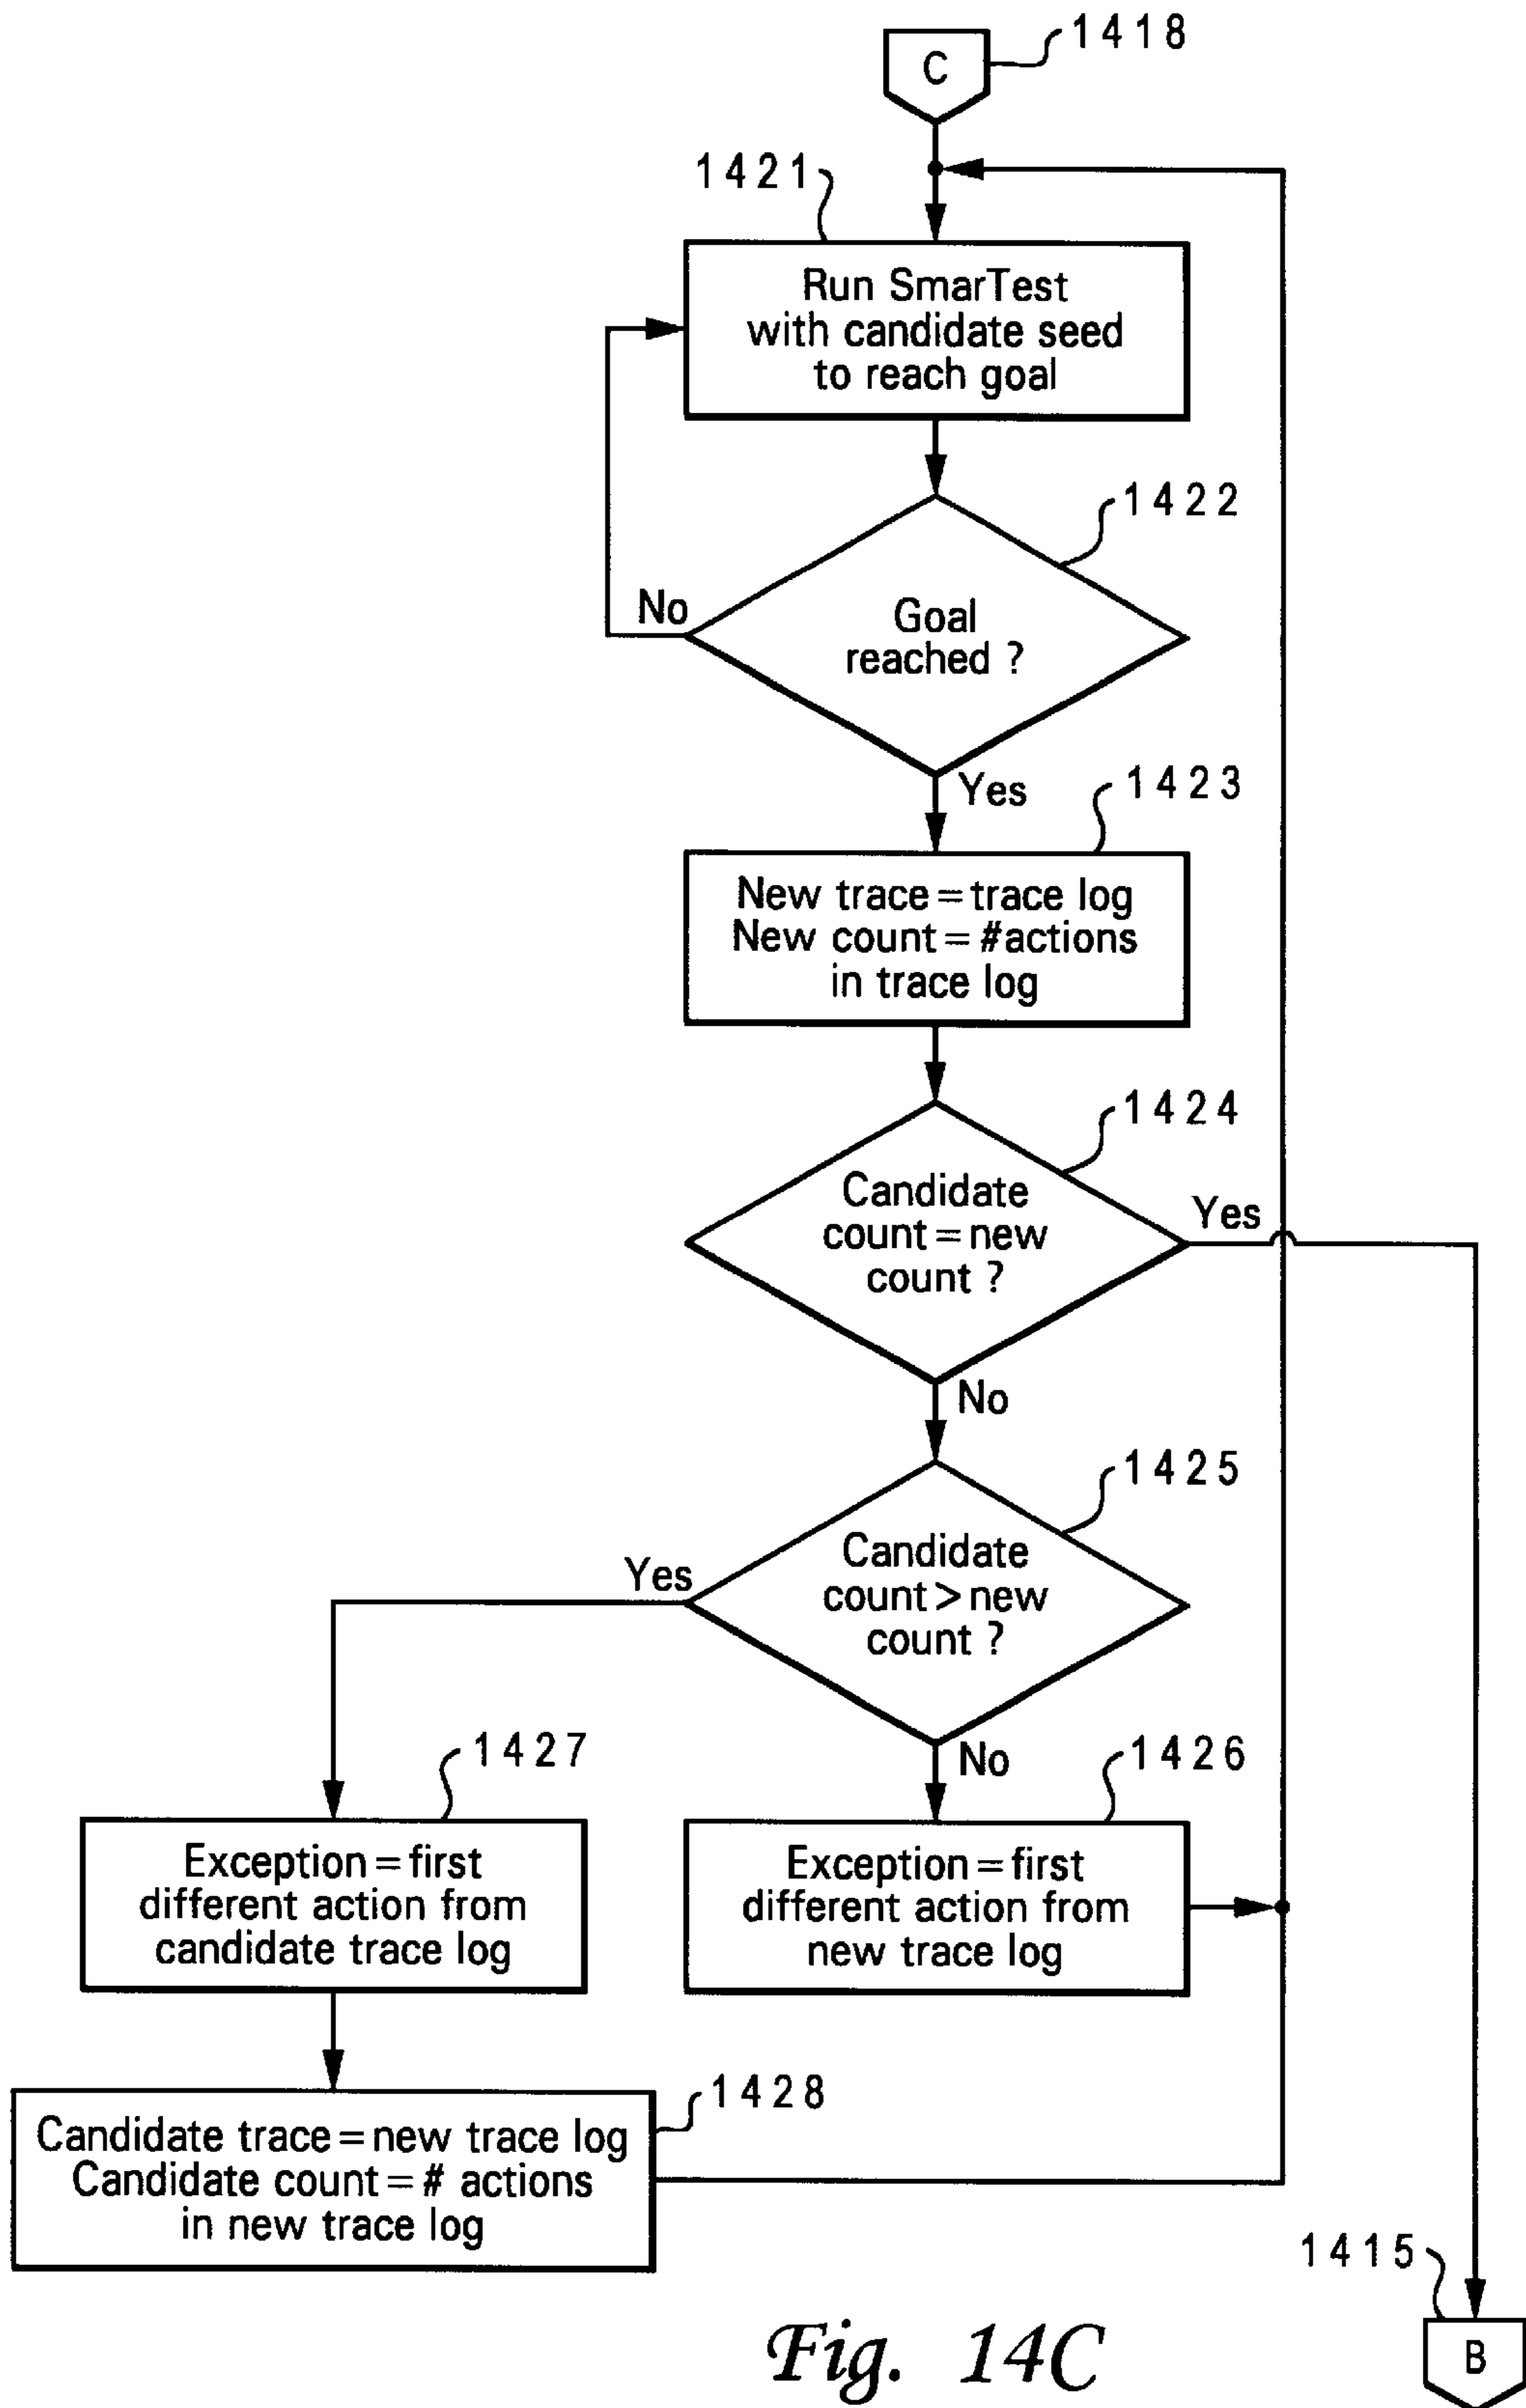 C
1418
1421
Run SmarTest
with candidate seed
to reach goal
1422
No
Goal
reached ?
Yes
1423
New trace = trace log
New count = #actions
in trace log
1424
Candidate
count = new
count ?
Yes
No
1425
Candidate
count > new
count ?
Yes
No
1427
1426
Exception = first
different action from
candidate trace log
Exception = first
different action from
new trace log
1428
Candidate trace = new trace log
Candidate count = # actions
in new trace log
1415
B
Fig. 14C